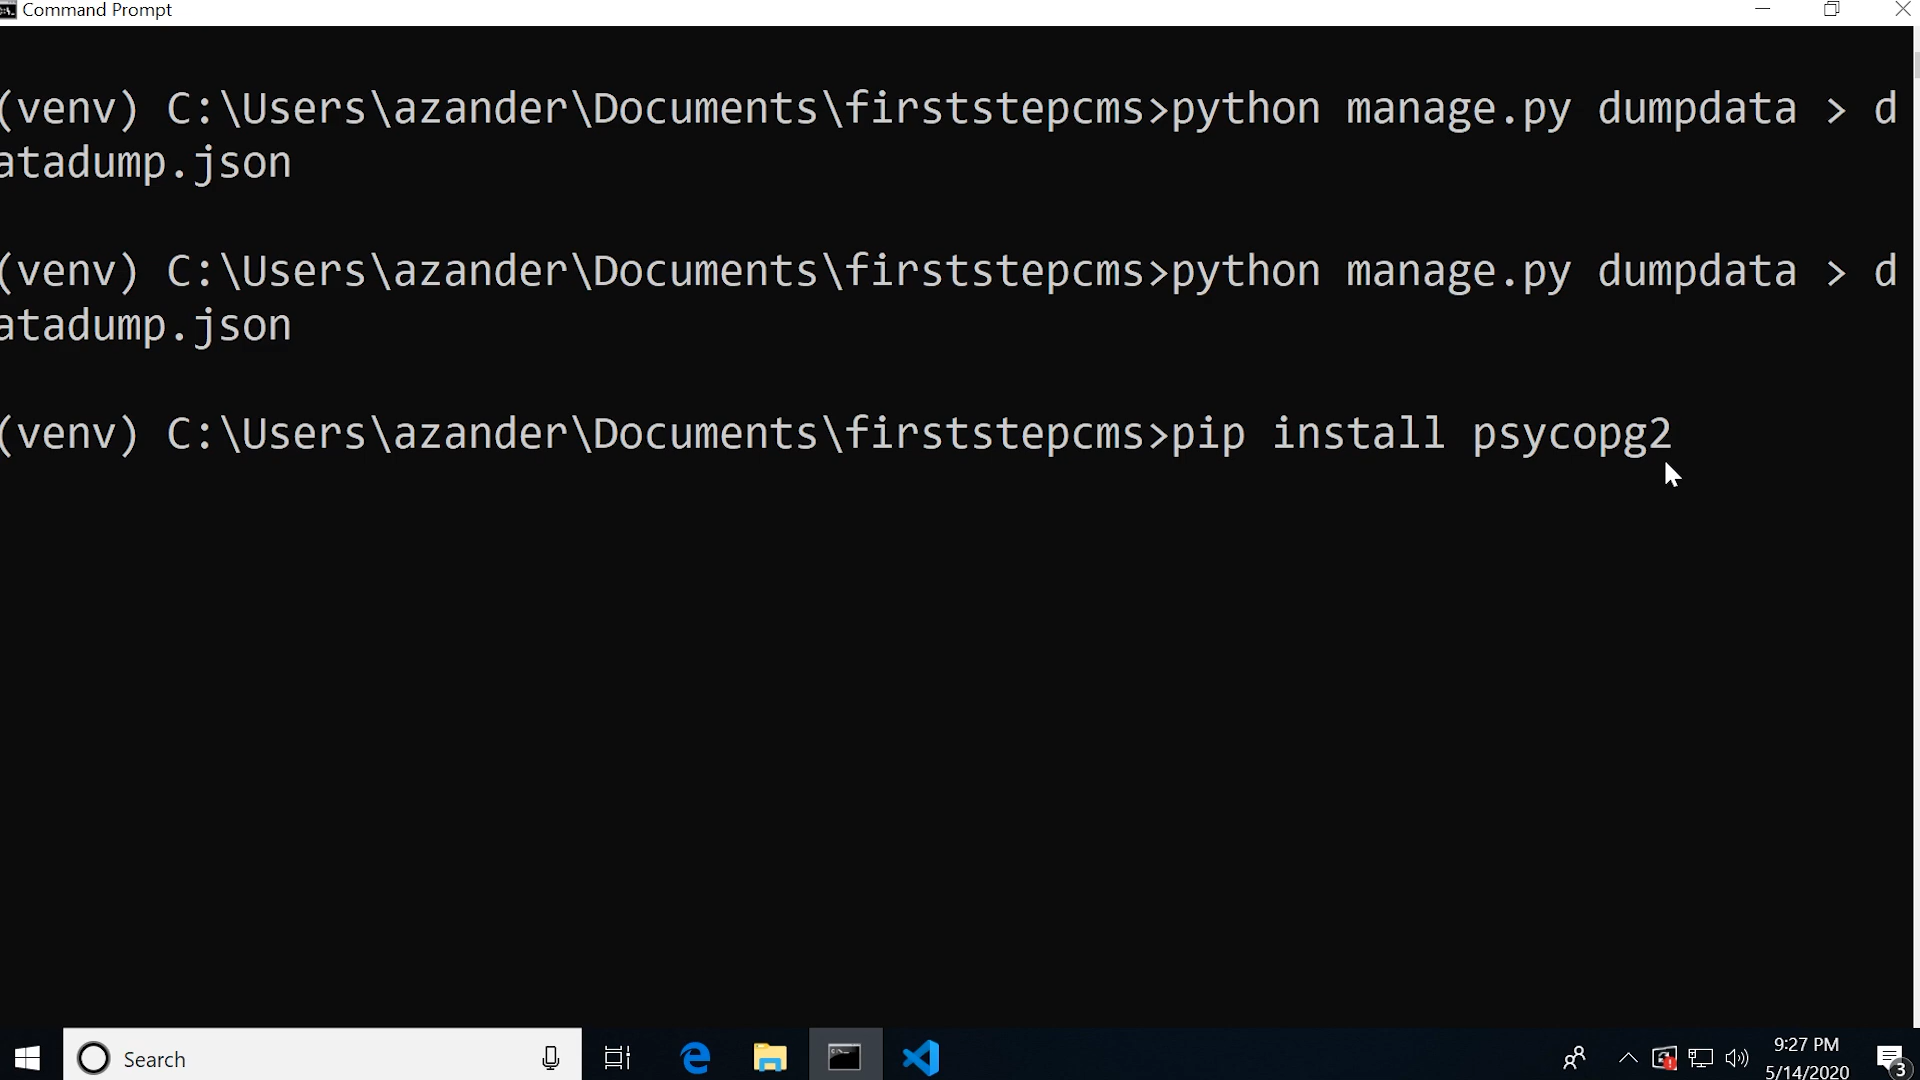 Command Prompt
(venv) C:\Users\azander\Documents\firststepcms>python manage.py dumpdata > d
atadump.json
(venv) C:\Users\azander\Documents\firststepcms>python manage.py dumpdata > d
atadump.json
(venv) C:\Users\azander\Documents\firststepcms>pip install psycopg2
Search
9:27 PM
5/14/2020
3